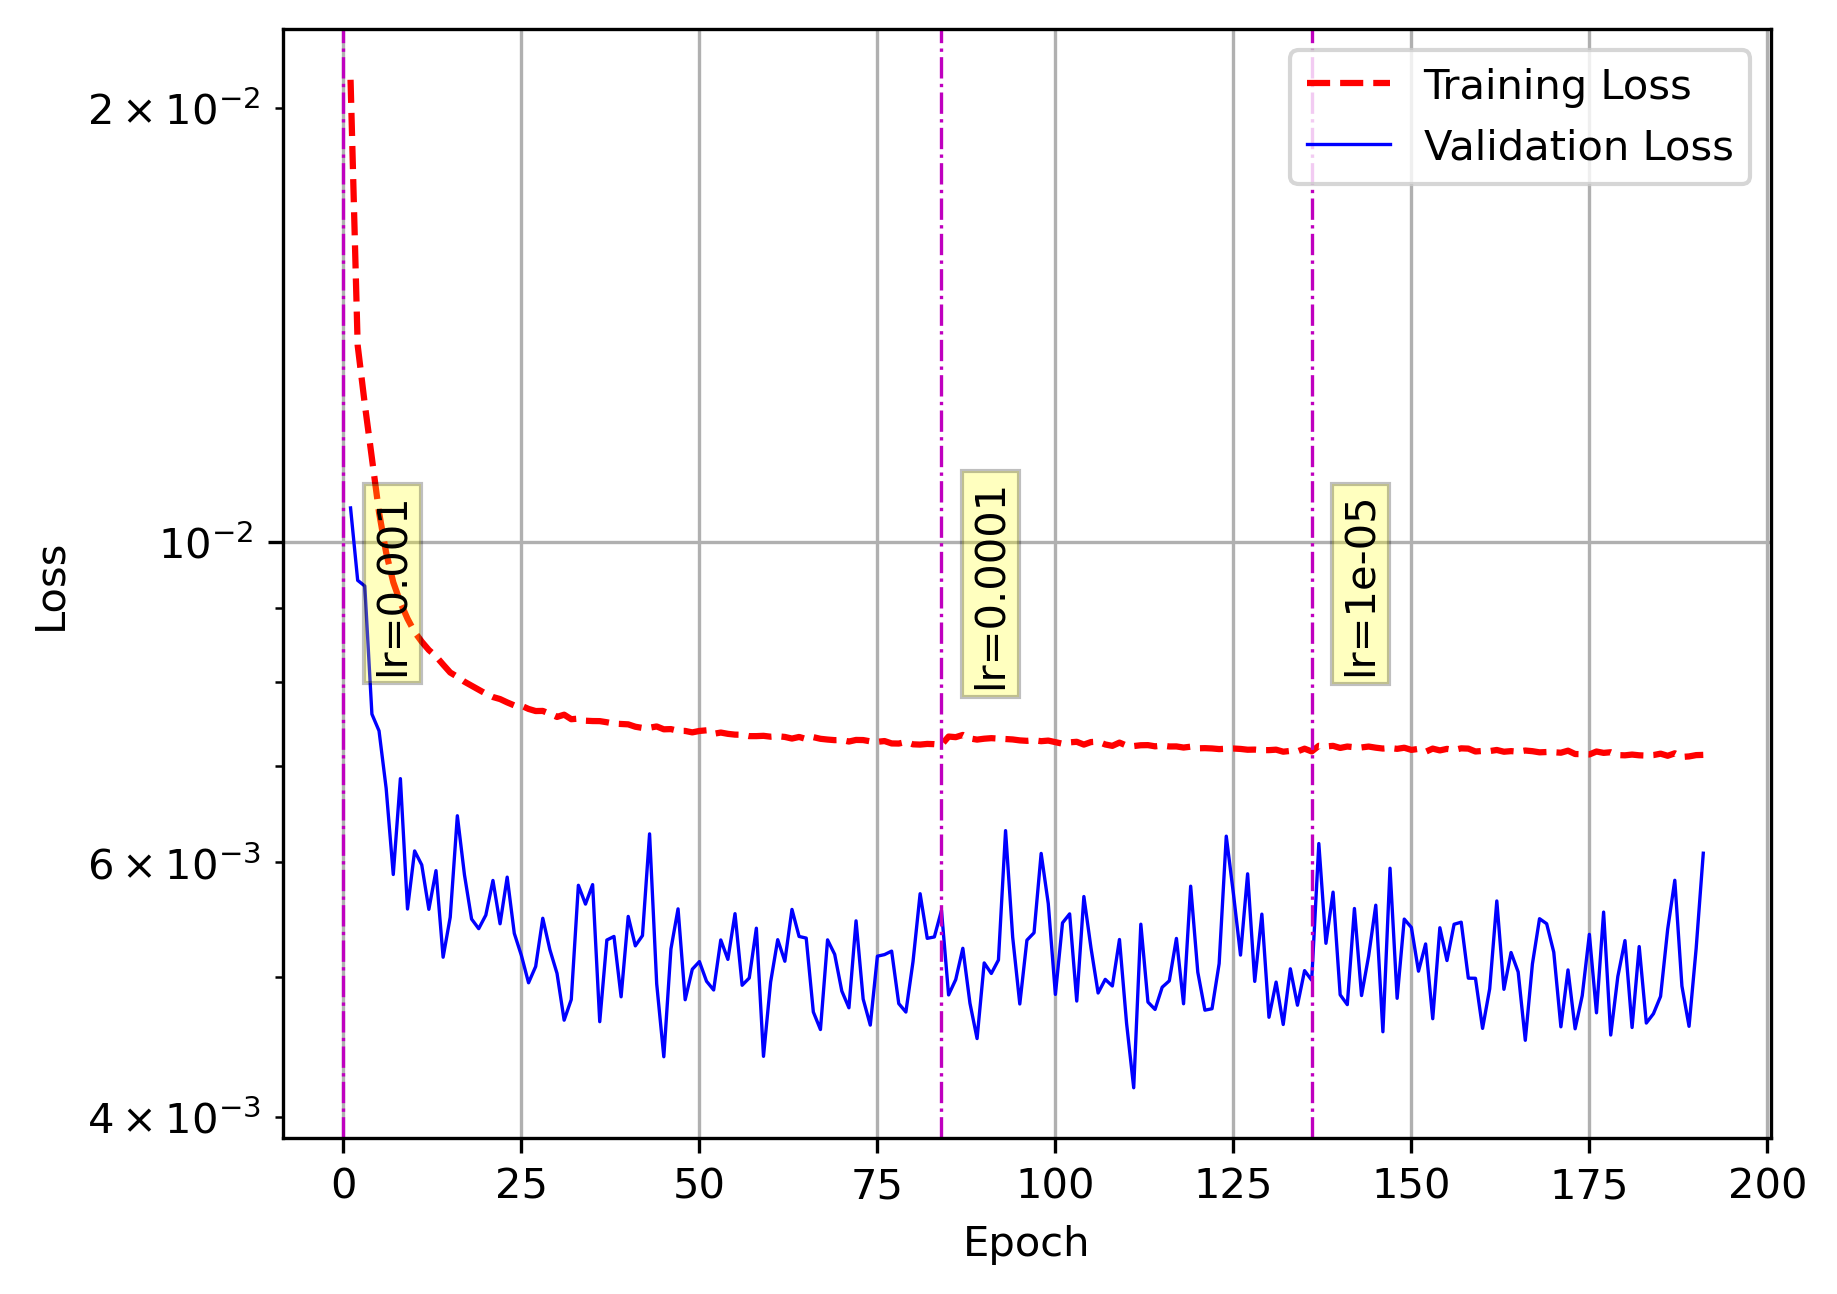 Training Loss
Validation Loss
2 × 10⁻²
10⁻²
6 × 10⁻³
4 × 10⁻³
Loss
lr=0.001
lr=0.0001
lr=1e-05
0 25 50 75 100 125 150 175 200
Epoch